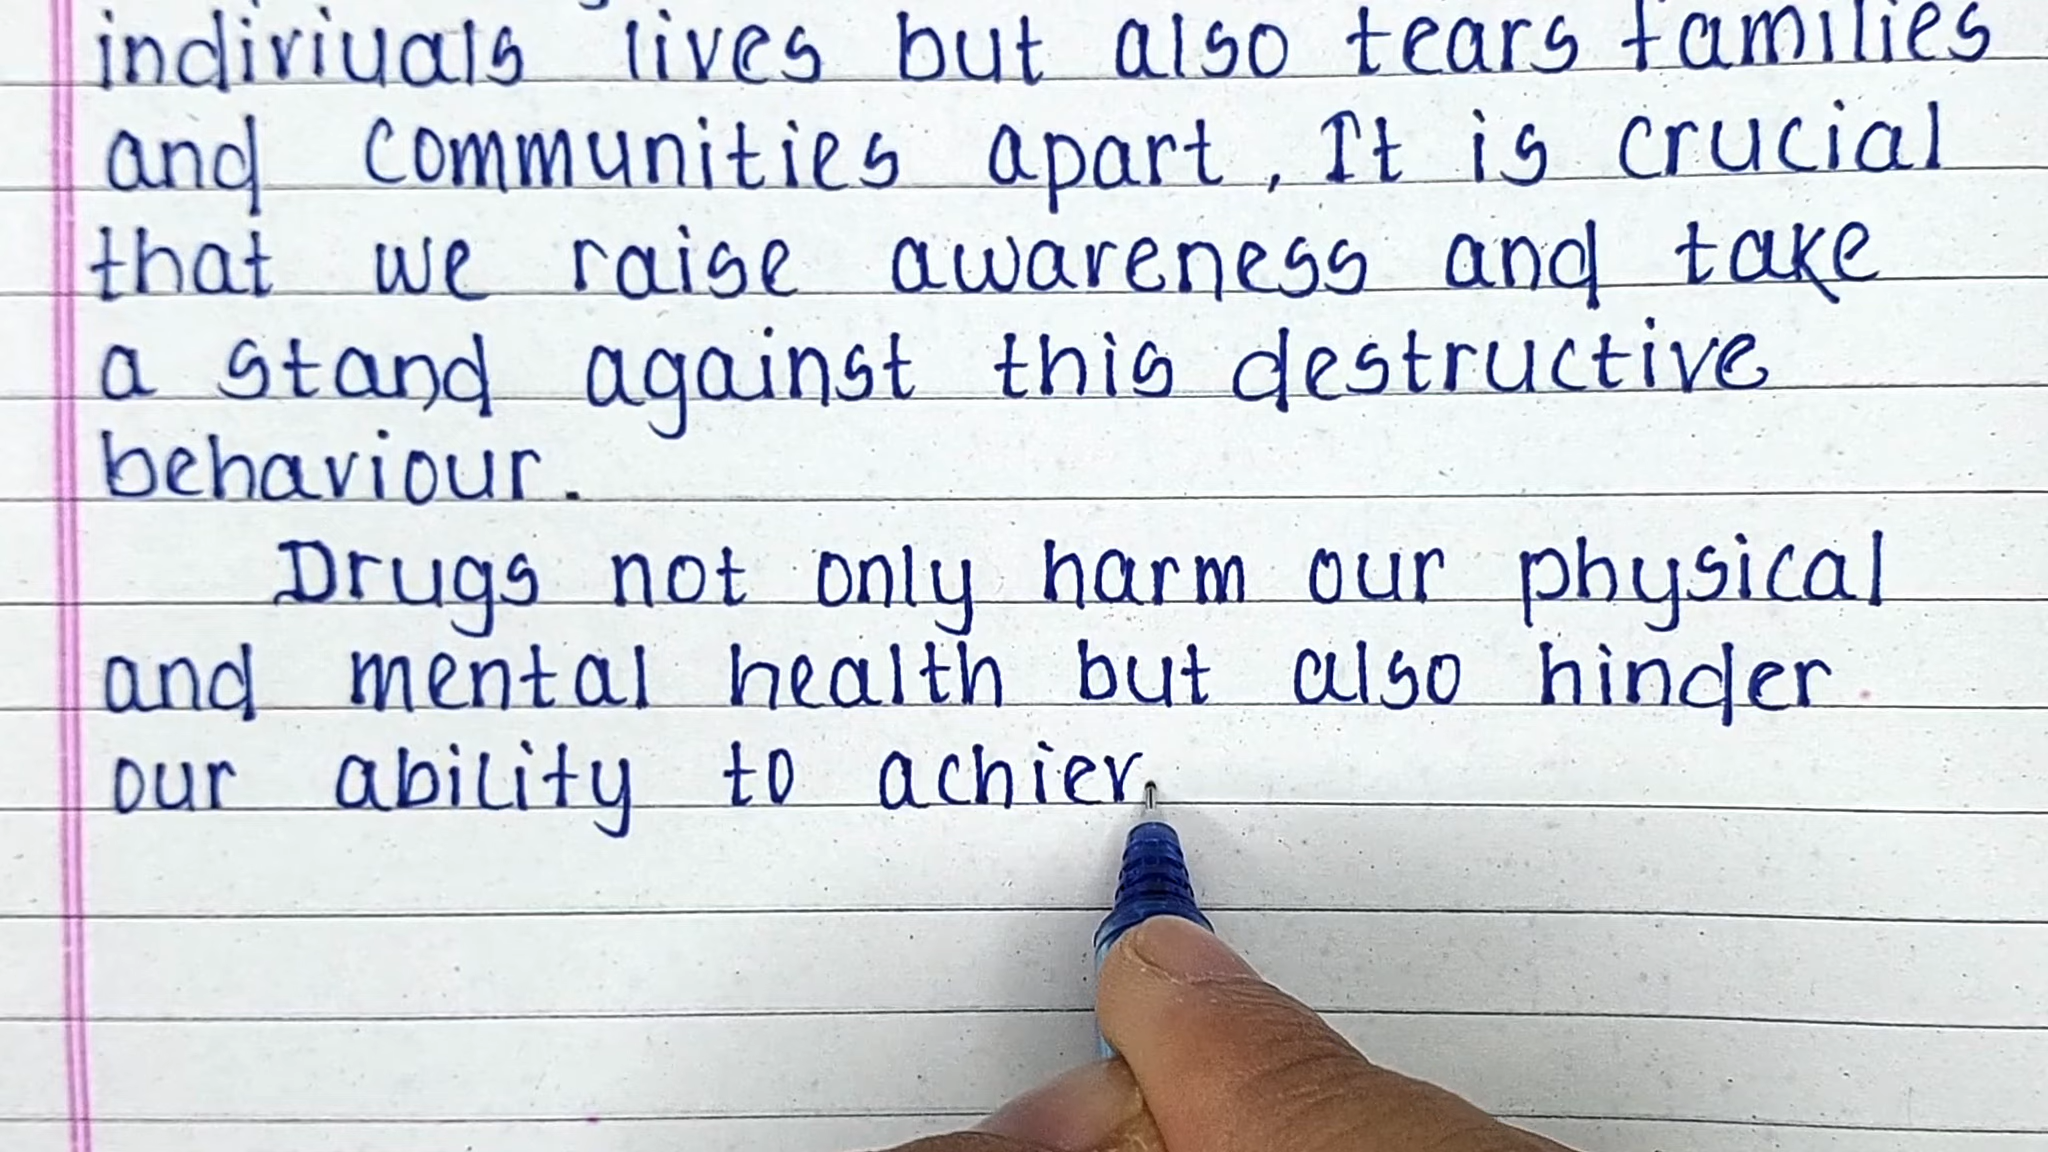 indiviuals lives but also tears families
and communities apart, It is crucial
that we raise awareness and take
a stand against this destructive
behaviour.
Drugs not only harm our physical
and mental health but also hinder
our ability to achiev